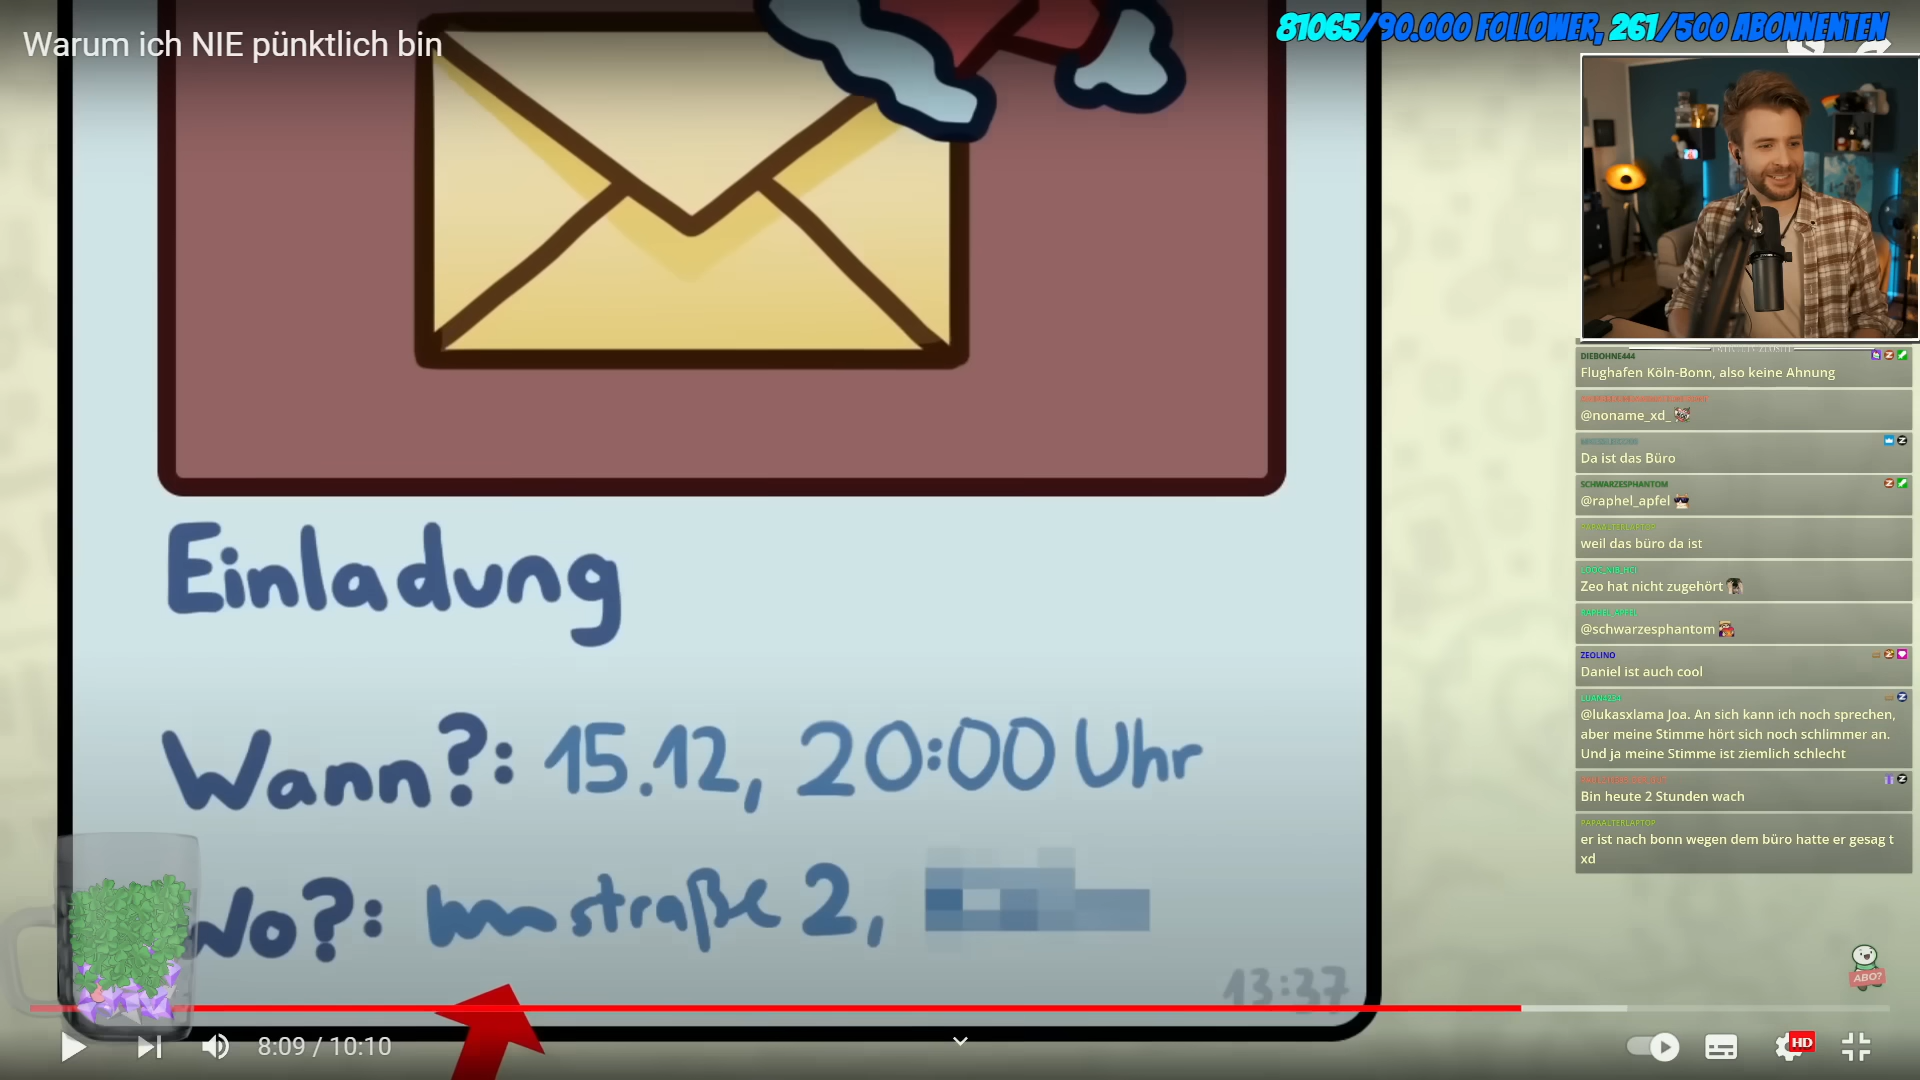 Warum ich NIE pünktlich bin
81065/90.000 FOLLOWER, 261/500 ABONNENTEN
DIEBOHNE444
Flughafen Köln-Bonn, also keine Ahnung
@noname_xd_
Da ist das Büro
SCHWARZESPHANTOM
@raphel_apfel
PAPAALTERLAPTOP
weil das büro da ist
Zeo hat nicht zugehört
RAPHEL_APFEL
@schwarzesphantom
ZEOLINO
Daniel ist auch cool
@lukasxlama Joa. An sich kann ich noch sprechen,
aber meine Stimme hört sich noch schlimmer an.
Und ja meine Stimme ist ziemlich schlecht
Bin heute 2 Stunden wach
PAPAALTERLAPTOP
er ist nach bonn wegen dem büro hatte er gesag t
xd
Einladung
Wann?: 15.12, 20:00 Uhr
Wo?: straße 2,
13:37
ABO?
8:09 / 10:10
HD